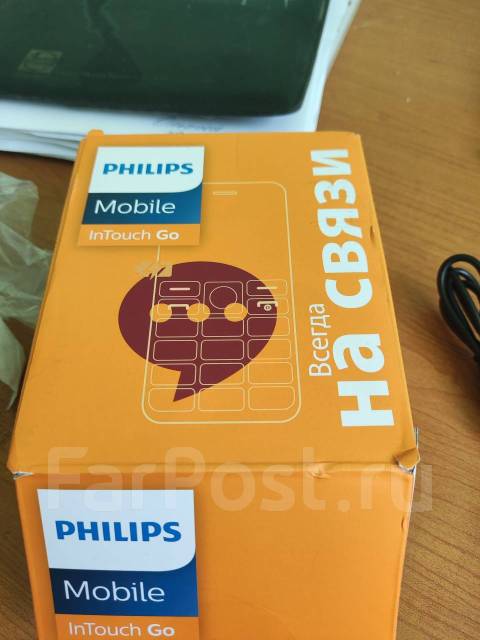 PHILIPS
Mobile
InTouch Go
Всегда
на связи
FarPost.ru
PHILIPS
Mobile
InTouch Go